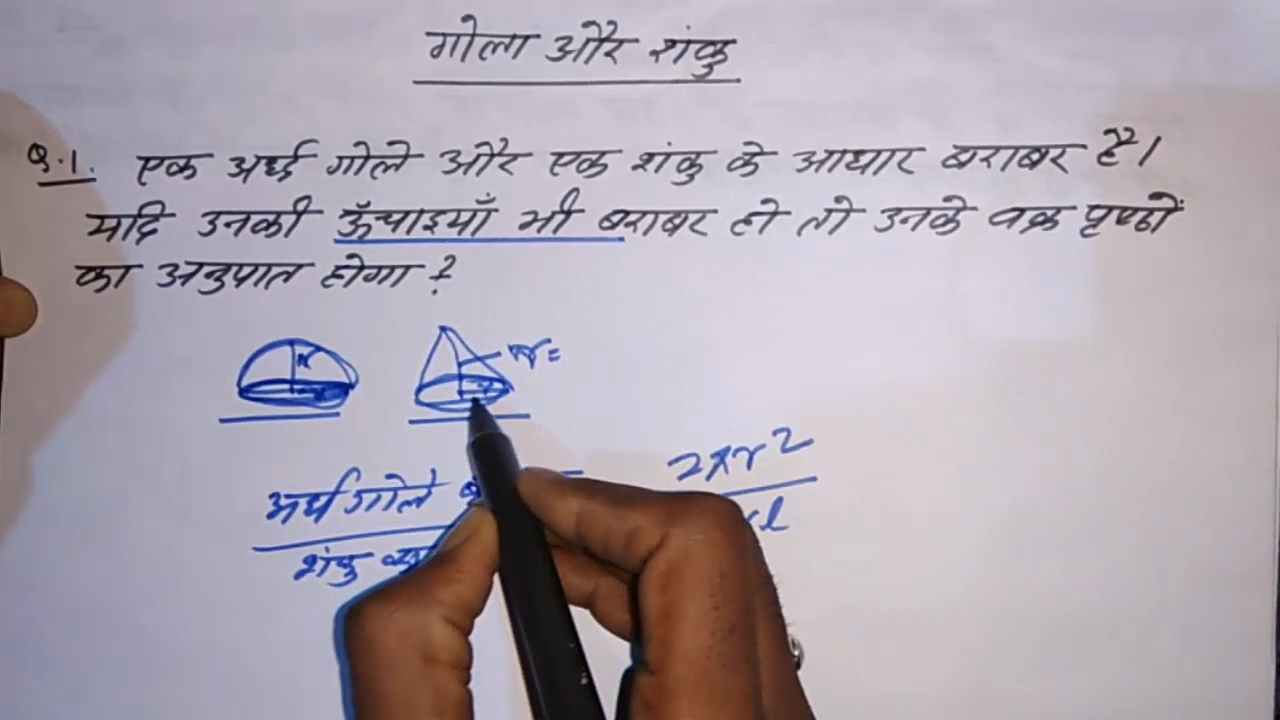 गोला और शंकु
Q.1. एक अर्ध गोले और एक शंकु के आधार बराबर है।
यदि उनकी ऊँचाइयाँ भी बराबर हो तो उनके वक्र पृष्ठों
का अनुपात होगा ?
r
r
r
r=
अर्धगोले
=
2πr²
शंकु
l